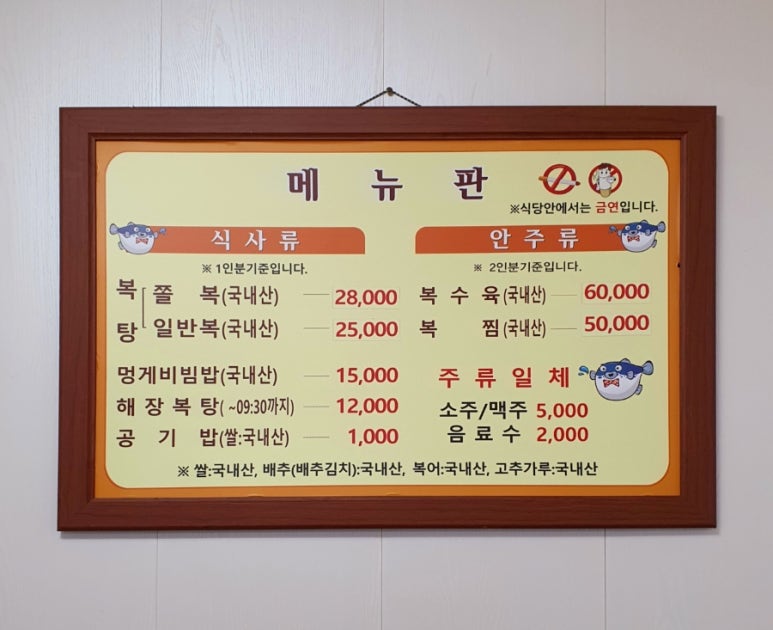 메 뉴 판
※식당안에서는 금연입니다.
식 사 류
※ 1인분기준입니다.
복탕 쫄 복(국내산) 28,000
일반복(국내산) 25,000
멍게비빔밥(국내산) 15,000
해 장 복 탕( ~09:30까지) 12,000
공 기 밥(쌀:국내산) 1,000
안 주 류
※ 2인분기준입니다.
복 수 육(국내산) 60,000
복 찜(국내산) 50,000
주 류 일 체
소주/맥주 5,000
음 료 수 2,000
※ 쌀:국내산, 배추(배추김치):국내산, 복어:국내산, 고추가루:국내산